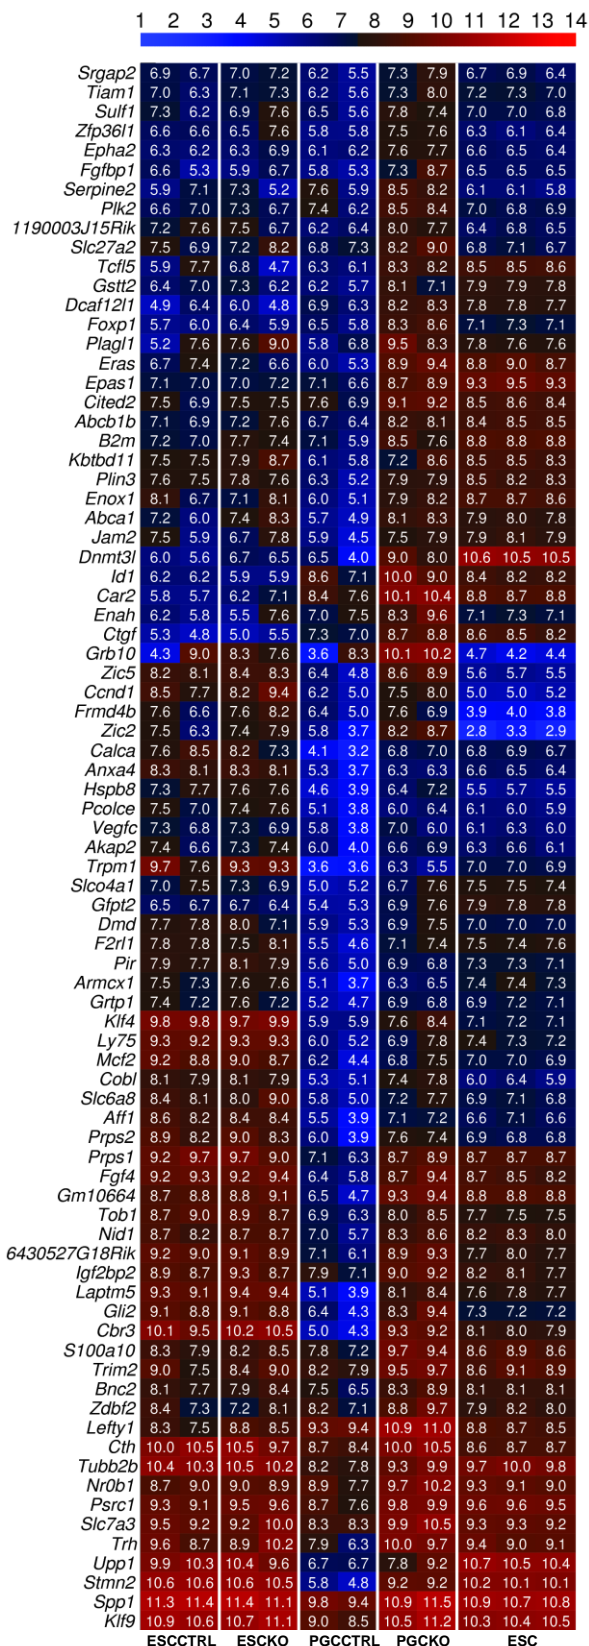 1 2 3 4 5 6 7 8 9 10 11 12 13 14
Srgap2 6.9 6.7 7.0 7.2 6.2 5.5 7.3 7.9 6.7 6.9 6.4
Tiam1 7.0 6.3 7.1 7.3 6.2 5.6 7.3 8.0 7.2 7.3 7.0
Sulf1 7.3 6.2 6.9 7.6 6.5 5.6 7.8 7.4 7.0 7.0 6.8
Zfp36l1 6.6 6.6 6.5 7.6 5.8 5.8 7.5 7.6 6.3 6.1 6.4
Epha2 6.3 6.2 6.3 6.9 6.1 6.2 7.6 7.7 6.6 6.5 6.4
Fgfbp1 6.6 5.3 5.9 6.7 5.8 5.3 7.3 8.7 6.5 6.5 6.5
Serpine2 5.9 7.1 7.3 5.2 7.6 5.9 8.5 8.2 6.1 6.1 5.8
Plk2 6.6 7.0 7.3 6.7 7.4 6.2 8.5 8.4 7.0 6.8 6.9
1190003J15Rik 7.2 7.6 7.5 6.7 6.2 6.4 8.0 7.7 6.4 6.8 6.5
Slc27a2 7.5 6.9 7.2 8.2 6.8 7.3 8.2 9.0 6.8 7.1 6.7
Tcfl5 5.9 7.7 6.8 4.7 6.3 6.1 8.3 8.2 8.5 8.5 8.6
Gstt2 6.4 7.0 7.3 6.2 6.2 5.7 8.1 7.1 7.9 7.9 7.8
Dcaf12l1 4.9 6.4 6.0 4.8 6.9 6.3 8.2 8.3 7.8 7.8 7.7
Foxp1 5.7 6.0 6.4 5.9 6.5 5.8 8.3 8.6 7.1 7.3 7.1
Plagl1 5.2 7.6 7.6 9.0 5.8 6.8 9.5 8.3 7.8 7.6 7.6
Eras 6.7 7.4 7.2 6.6 6.0 5.3 8.9 9.4 8.8 9.0 8.7
Epas1 7.1 7.0 7.0 7.2 7.1 6.6 8.7 8.9 9.3 9.5 9.3
Cited2 7.5 6.9 7.5 7.5 7.6 6.9 9.1 9.2 8.5 8.6 8.4
Abcb1b 7.1 6.9 7.2 7.6 6.7 6.4 8.2 8.1 8.4 8.5 8.5
B2m 7.2 7.0 7.7 7.4 7.1 5.9 8.5 7.6 8.8 8.8 8.8
Kbtbd11 7.5 7.5 7.9 8.7 6.1 5.8 7.2 8.6 8.5 8.5 8.3
Plin3 7.6 7.5 7.8 7.6 6.3 5.2 7.9 7.9 8.5 8.2 8.3
Enox1 8.1 6.7 7.1 8.1 6.0 5.1 7.9 8.2 8.7 8.7 8.6
Abca1 7.2 6.0 7.4 8.3 5.7 4.9 8.1 8.3 7.9 8.0 7.8
Jam2 7.5 5.9 6.7 7.8 5.9 4.5 7.5 7.9 7.9 8.1 7.9
Dnmt3l 6.0 5.6 6.7 6.5 6.5 4.0 9.0 8.0 10.6 10.5 10.5
Id1 6.2 6.2 5.9 5.9 8.6 7.1 10.0 9.0 8.4 8.2 8.2
Car2 5.8 5.7 6.2 7.1 8.4 7.6 10.1 10.4 8.8 8.7 8.8
Enah 6.2 5.8 5.5 7.6 7.0 7.5 8.3 9.6 7.1 7.3 7.1
Ctgf 5.3 4.8 5.0 5.5 7.3 7.0 8.7 8.8 8.6 8.5 8.2
Grb10 4.3 9.0 8.3 7.6 3.6 8.3 10.1 10.2 4.7 4.2 4.4
Zic5 8.2 8.1 8.4 8.3 6.4 4.8 8.6 8.9 5.6 5.7 5.5
Ccnd1 8.5 7.7 8.2 9.4 6.2 5.0 7.5 8.0 5.0 5.0 5.2
Frmd4b 7.6 6.6 7.6 8.2 6.4 5.0 7.6 6.9 3.9 4.0 3.8
Zic2 7.5 6.3 7.4 7.9 5.8 3.7 8.2 8.7 2.8 3.3 2.9
Calca 7.6 8.5 8.2 7.3 4.1 3.2 6.8 7.0 6.8 6.9 6.7
Anxa4 8.3 8.1 8.3 8.1 5.3 3.7 6.3 6.3 6.6 6.5 6.4
Hspb8 7.3 7.7 7.6 7.6 4.6 3.9 6.4 7.2 5.5 5.7 5.5
Pcolce 7.5 7.0 7.4 7.6 5.1 3.8 6.0 6.4 6.1 6.0 5.9
Vegfc 7.3 6.8 7.3 6.9 5.8 3.8 7.0 6.0 6.1 6.3 6.0
Akap2 7.4 6.6 7.3 7.4 6.0 4.0 6.6 6.9 6.3 6.6 6.1
Trpm1 9.7 7.6 9.3 9.3 3.6 3.6 6.3 5.5 7.0 7.0 6.9
Slco4a1 7.0 7.5 7.3 6.9 5.0 5.2 6.7 7.6 7.5 7.5 7.4
Gfpt2 6.5 6.7 6.7 6.4 5.4 5.3 6.9 7.6 7.9 7.8 7.8
Dmd 7.7 7.8 8.0 7.1 5.9 5.3 6.9 7.5 7.0 7.0 7.0
F2rl1 7.8 7.8 7.5 8.1 5.5 4.6 7.1 7.4 7.5 7.4 7.6
Pir 7.9 7.7 8.1 7.9 5.6 5.0 6.9 6.8 7.3 7.3 7.1
Armcx1 7.5 7.3 7.6 7.6 5.1 3.7 6.3 6.5 7.4 7.4 7.3
Grtp1 7.4 7.2 7.6 7.2 5.2 4.7 6.9 6.8 6.9 7.2 7.1
Klf4 9.8 9.8 9.7 9.9 5.9 5.9 7.6 8.4 7.1 7.2 7.1
Ly75 9.3 9.2 9.3 9.3 6.0 5.2 6.9 7.8 7.4 7.3 7.2
Mcf2 9.2 8.8 9.0 8.7 6.2 4.4 6.8 7.5 7.0 7.0 6.9
Cobl 8.1 7.9 8.1 7.9 5.3 5.1 7.4 7.8 6.0 6.4 5.9
Slc6a8 8.4 8.1 8.0 9.0 5.8 5.0 7.2 7.7 6.9 7.1 6.8
Aff1 8.6 8.2 8.4 8.4 5.5 3.9 7.1 7.2 6.6 7.1 6.6
Prps2 8.9 8.2 9.0 8.3 6.0 3.9 7.6 7.4 6.9 6.8 6.8
Prps1 9.2 9.7 9.7 9.0 7.1 6.3 8.7 8.9 8.7 8.7 8.7
Fgf4 9.2 9.3 9.2 9.4 6.4 5.8 8.7 9.4 8.7 8.5 8.2
Gm10664 8.7 8.8 8.8 9.1 6.5 4.7 9.3 9.4 8.8 8.8 8.8
Tob1 8.7 9.0 8.9 8.7 6.9 6.3 8.0 8.5 7.7 7.5 7.5
Nid1 8.7 8.2 8.7 8.7 7.0 5.7 8.3 8.6 8.2 8.3 8.0
6430527G18Rik 9.2 9.0 9.1 8.9 7.1 6.1 8.9 9.3 7.7 8.0 7.7
Igf2bp2 8.9 8.7 9.3 8.7 7.9 7.1 9.0 9.2 8.2 8.1 7.7
Laptm5 9.3 9.1 9.4 9.4 5.1 3.9 8.1 8.4 7.6 7.8 7.7
Gli2 9.1 8.8 9.1 8.8 6.4 4.3 8.3 9.4 7.3 7.2 7.2
Cbr3 10.1 9.5 10.2 10.5 5.0 4.3 9.3 9.2 8.1 8.0 7.9
S100a10 8.3 7.9 8.2 8.5 7.8 7.2 9.7 9.4 8.6 8.9 8.6
Trim2 9.0 7.5 8.4 9.0 8.2 7.9 9.5 9.7 8.6 9.1 8.9
Bnc2 8.1 7.7 7.9 8.4 7.5 6.5 8.3 8.9 8.1 8.1 8.1
Zdbf2 8.4 7.3 7.2 8.1 8.2 7.1 8.8 9.7 7.9 8.2 8.0
Lefty1 8.3 7.5 8.8 8.5 9.3 9.4 10.9 11.0 8.8 8.7 8.5
Cth 10.0 10.5 10.5 9.7 8.7 8.4 10.0 10.5 8.6 8.7 8.7
Tubb2b 10.4 10.3 10.5 10.2 8.2 7.8 9.3 9.9 9.7 10.0 9.8
Nr0b1 8.7 9.0 9.0 8.9 8.9 7.7 9.7 10.2 9.3 9.1 9.0
Psrc1 9.3 9.1 9.5 9.6 8.7 7.6 9.8 9.9 9.6 9.6 9.5
Slc7a3 9.5 9.2 9.2 10.0 8.3 8.3 9.9 10.5 9.3 9.3 9.2
Trh 9.6 8.7 8.9 10.2 7.9 6.3 10.0 9.7 9.4 9.0 9.1
Upp1 9.9 10.3 10.4 9.6 6.7 6.7 7.8 9.2 10.7 10.5 10.4
Stmn2 10.6 10.6 10.6 10.5 5.8 4.8 9.2 9.2 10.2 10.1 10.1
Spp1 11.3 11.4 11.4 11.1 9.8 9.4 10.9 11.5 10.9 10.7 10.8
Klf9 10.9 10.6 10.7 11.1 9.0 8.5 10.5 11.2 10.3 10.4 10.5
ESCCTRL ESCKO PGCCTRL PGCKO ESC